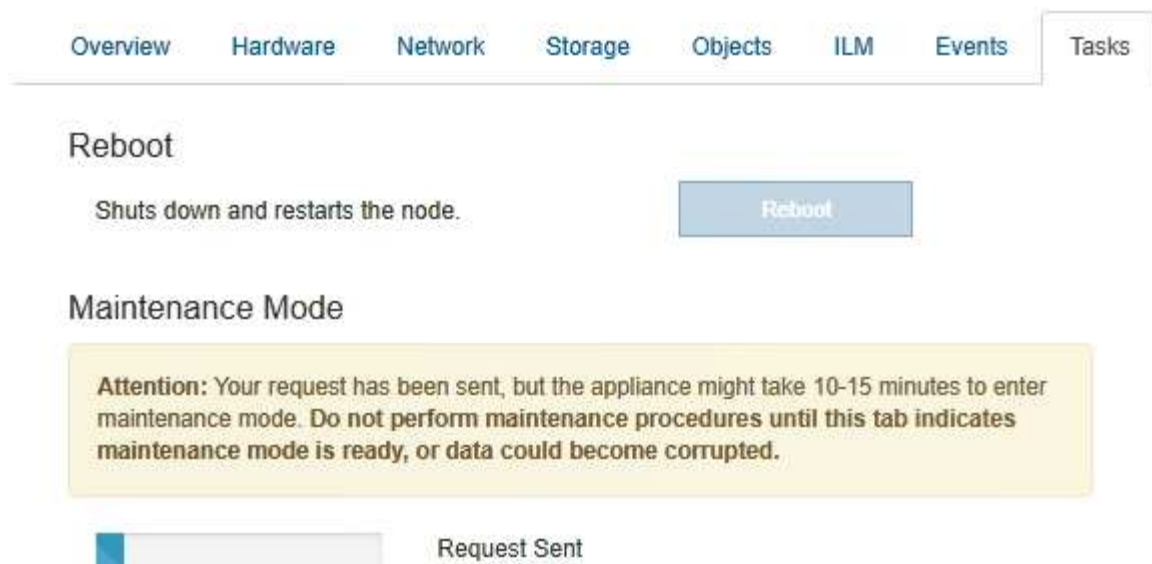 Overview Hardware Network Storage Objects ILM Events Tasks
Reboot
Shuts down and restarts the node. Reboot
Maintenance Mode
Attention: Your request has been sent, but the appliance might take 10-15 minutes to enter
maintenance mode. Do not perform maintenance procedures until this tab indicates
maintenance mode is ready, or data could become corrupted.
Request Sent